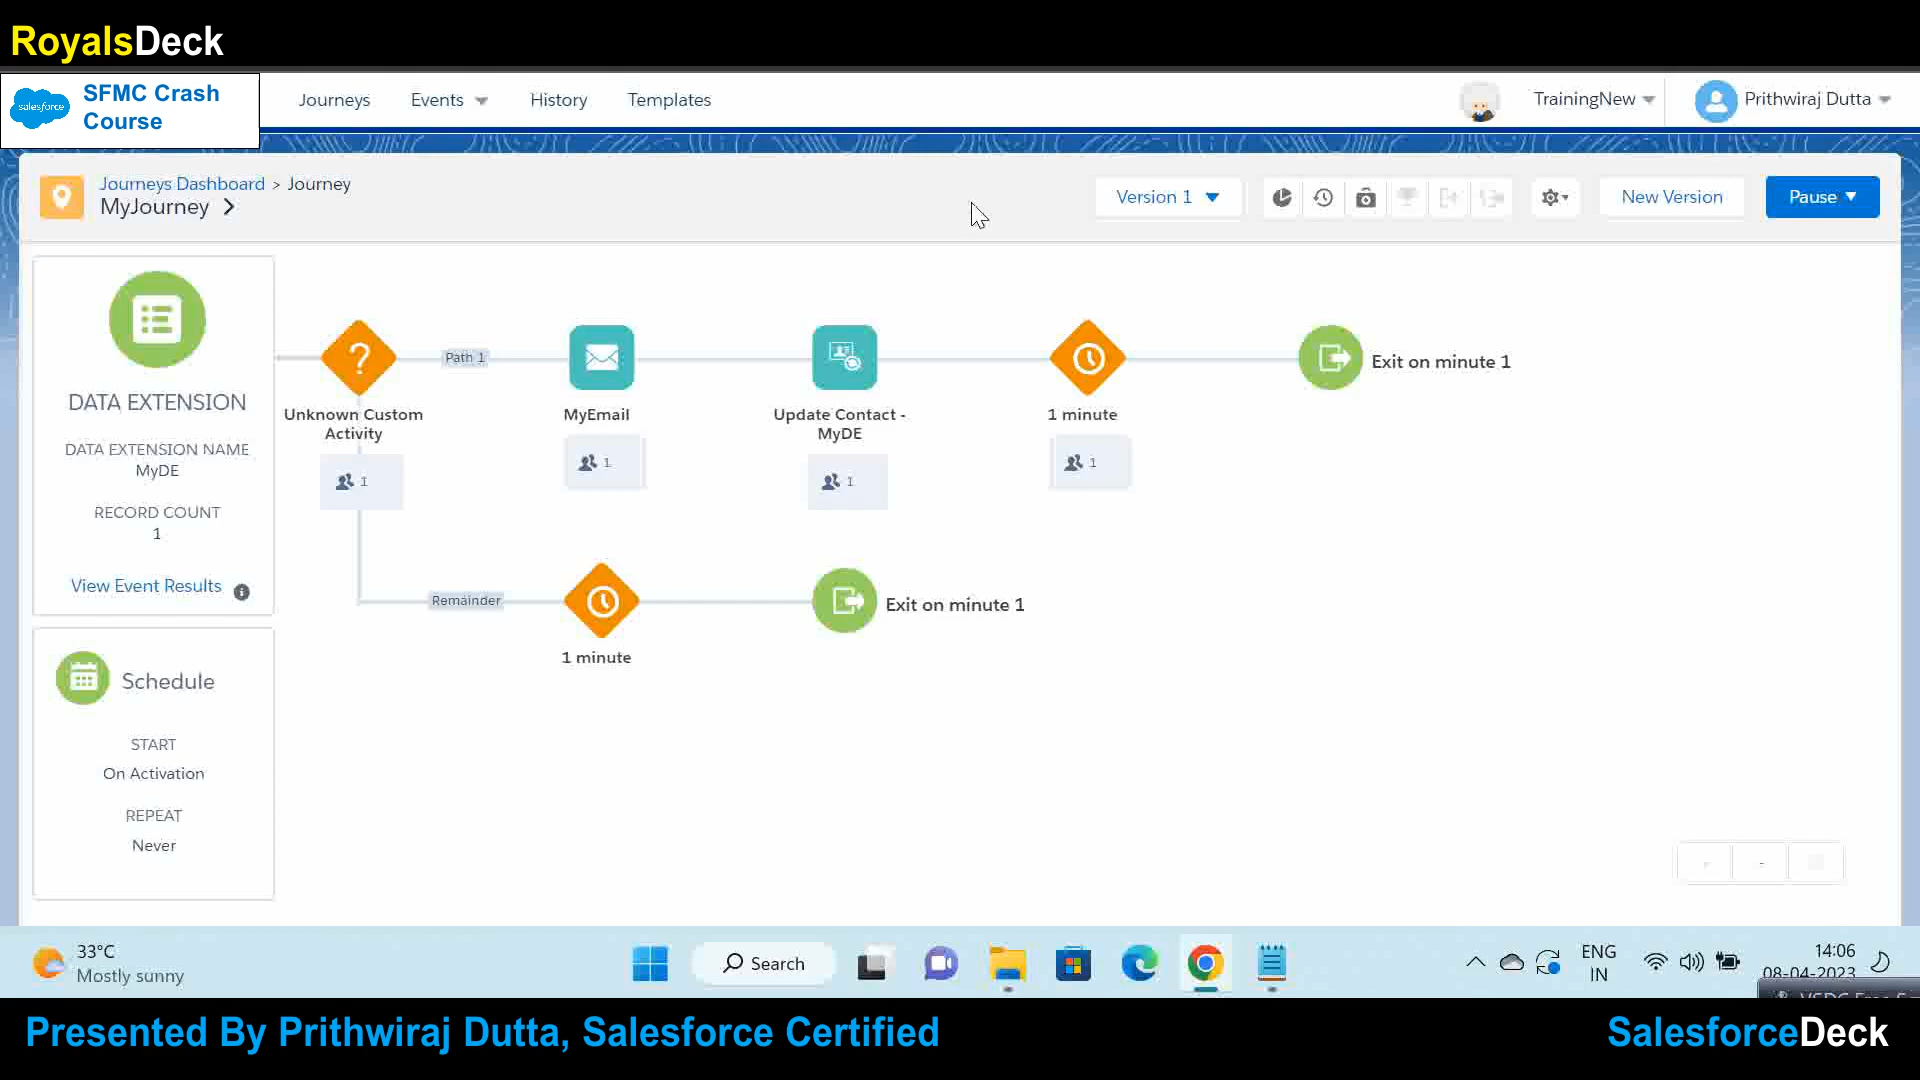 RoyalsDeck
salesforce
SFMC Crash
Course
Journeys
Events
History
Templates
TrainingNew
Prithwiraj Dutta
Journeys Dashboard > Journey
MyJourney
Version 1
New Version
Pause
DATA EXTENSION
DATA EXTENSION NAME
MyDE
RECORD COUNT
1
View Event Results
Schedule
START
On Activation
REPEAT
Never
?
Path 1
Exit on minute 1
Unknown Custom
Activity
1
MyEmail
1
Update Contact -
MyDE
1
1 minute
1
Remainder
Exit on minute 1
1 minute
33°C
Mostly sunny
Search
ENG
IN
14:06
08-04-2023
Presented By Prithwiraj Dutta, Salesforce Certified
SalesforceDeck